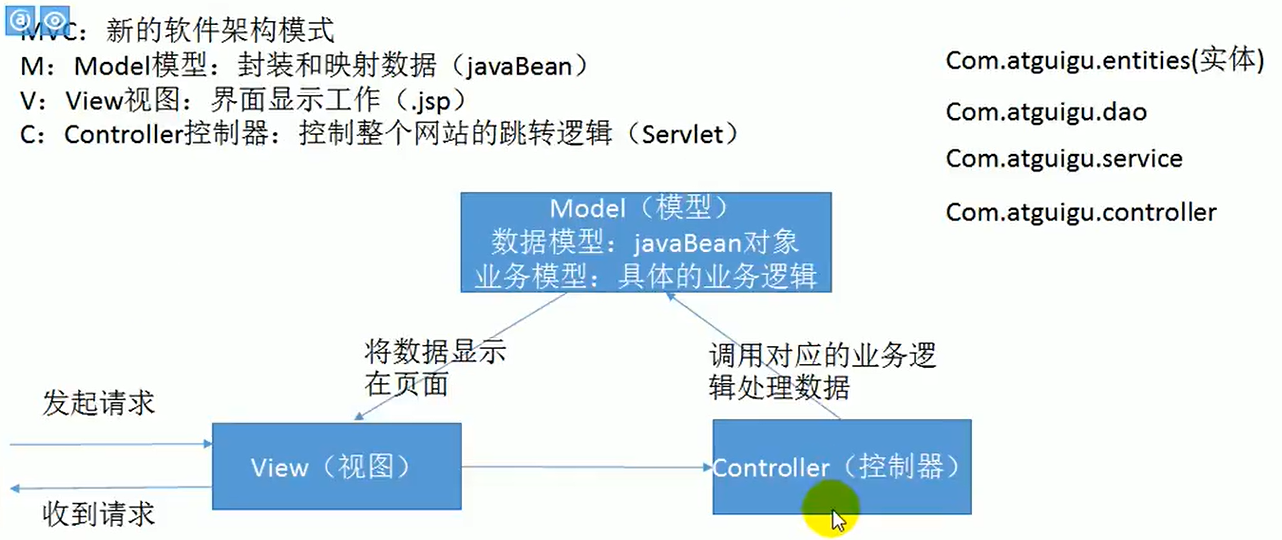 MVC：新的软件架构模式
M：Model模型：封装和映射数据（javaBean）
V：View视图：界面显示工作（.jsp）
C：Controller控制器：控制整个网站的跳转逻辑（Servlet）
Com.atguigu.entities(实体)
Com.atguigu.dao
Com.atguigu.service
Com.atguigu.controller
Model（模型）
数据模型：javaBean对象
业务模型：具体的业务逻辑
将数据显示
在页面
调用对应的业务逻
辑处理数据
发起请求
View（视图）
Controller（控制器）
收到请求